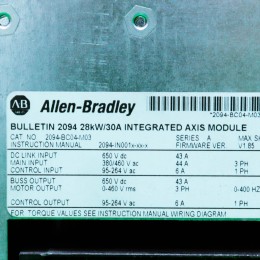 AB Allen-Bradley
*2094-BC04-M03
BULLETIN 2094 28kW/30A INTEGRATED AXIS MODULE
CAT NO. 2094-BC04-M03 SERIES A MAX
INSTRUCTION MANUAL 2094-IN001x-xx-x FIRMWARE VER. V1.85
DC LINK INPUT 650 Vdc 43 A
MAIN INPUT 380/460 V ac 44 A 3 PH
CONTROL INPUT 95-264 V ac 6 A 1 PH
BUSS OUTPUT 650 Vdc 43 A
MOTOR OUTPUT 0-460 V rms 3 PH 0-400 HZ
CONTROL OUTPUT 95-264 V ac 6 A 1 PH
FOR TORQUE VALUES SEE INSTRUCTION MANUAL WIRING DIAGRAM